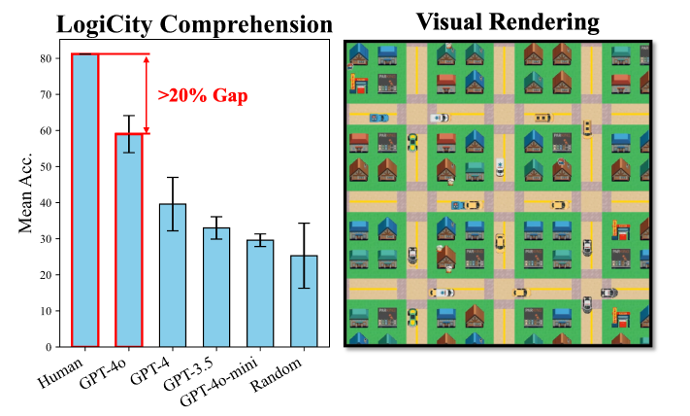 LogiCity Comprehension
Visual Rendering
>20% Gap
Mean Acc.
80
70
60
50
40
30
20
10
0
Human
GPT-4o
GPT-4
GPT-3.5
GPT-4o-mini
Random